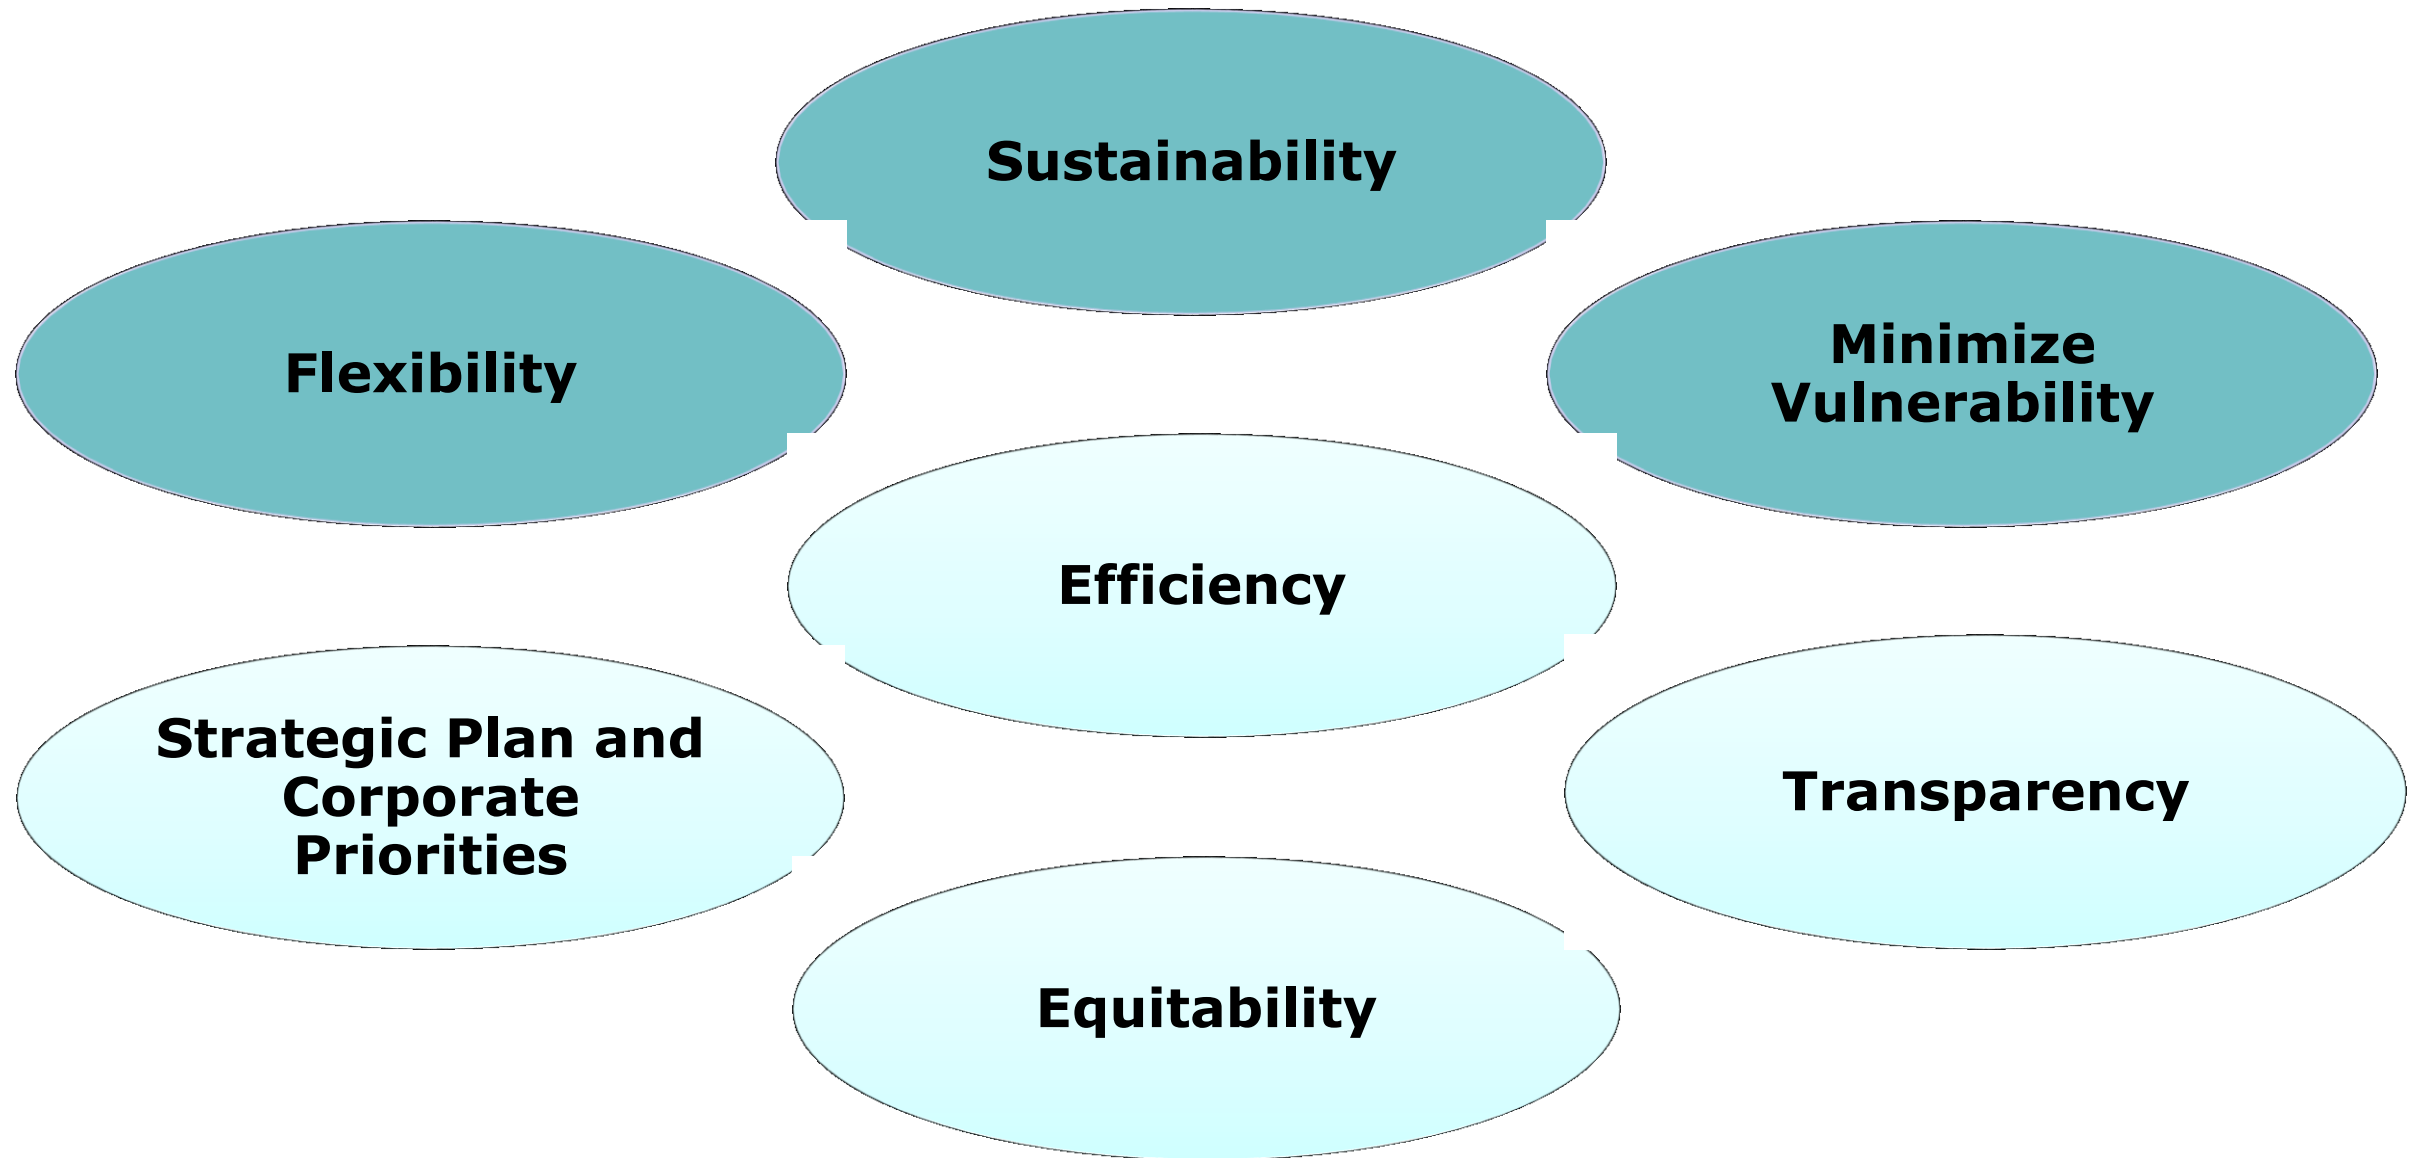 Sustainability
Flexibility
Minimize
Vulnerability
Efficiency
Strategic Plan and
Corporate
Priorities
Transparency
Equitability